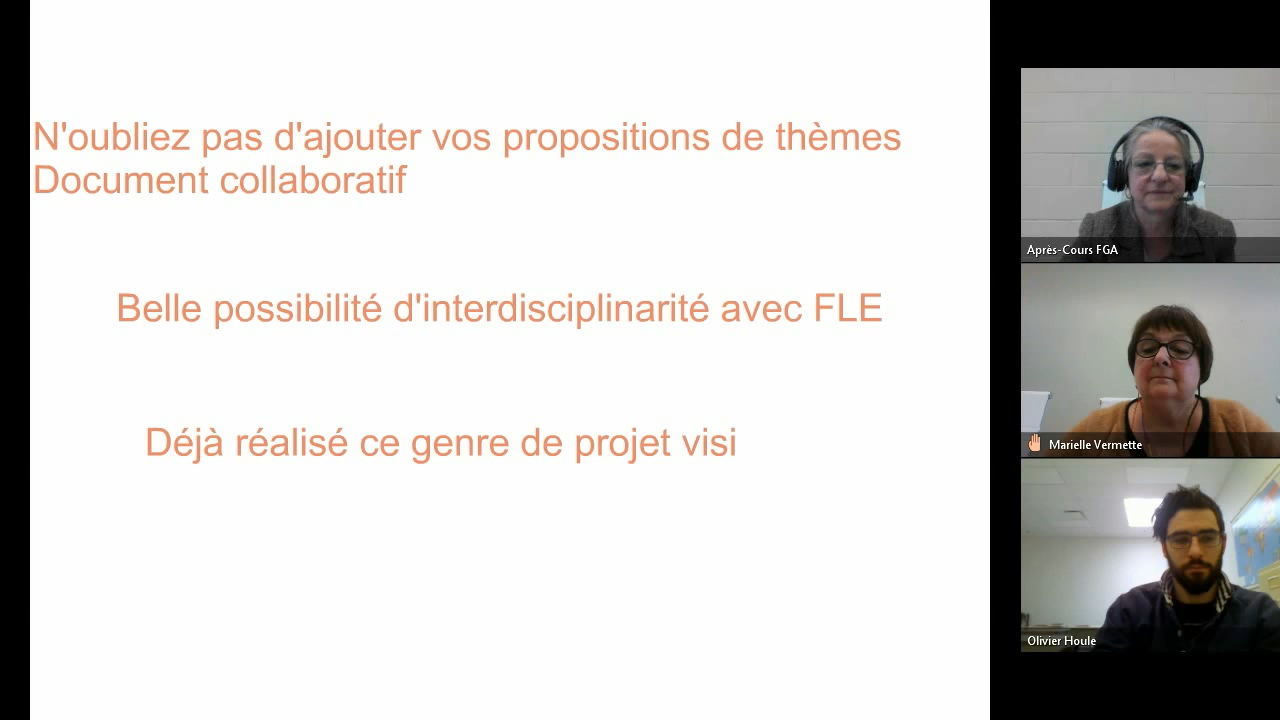 N'oubliez pas d'ajouter vos propositions de thèmes
Document collaboratif
Belle possibilité d'interdisciplinarité avec FLE
Déjà réalisé ce genre de projet visi
Après-Cours FGA
Marielle Vermette
Olivier Houle